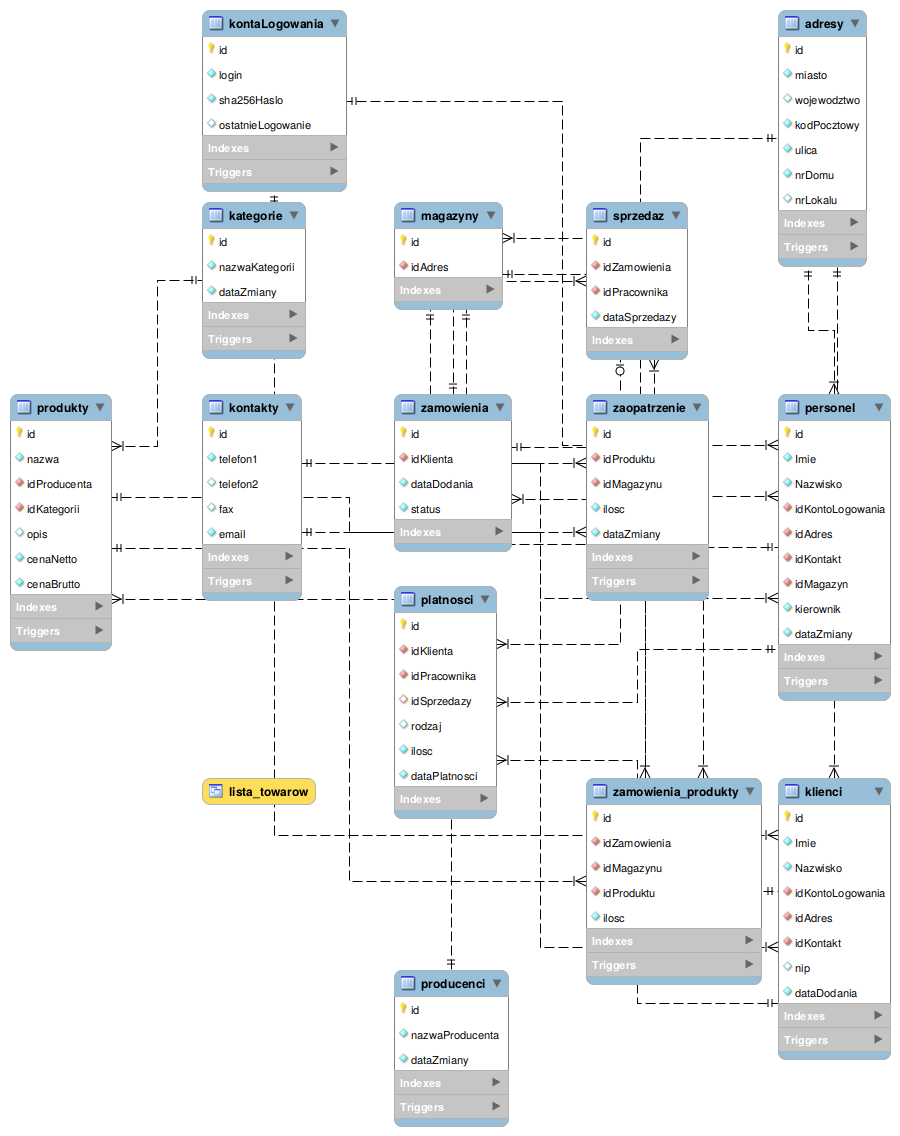 kontaLogowania
id
login
sha256Haslo
ostatnieLogowanie
Indexes
Triggers
adresy
id
miasto
wojewodztwo
kodPocztowy
ulica
nrDomu
nrLokalu
Indexes
Triggers
kategorie
id
nazwaKategorii
dataZmiany
Indexes
Triggers
magazyny
id
idAdres
Indexes
sprzedaz
id
idZamowienia
idPracownika
dataSprzedazy
Indexes
produkty
id
nazwa
idProducenta
idKategorii
opis
cenaNetto
cenaBrutto
Indexes
Triggers
kontakty
id
telefon1
telefon2
fax
email
Indexes
Triggers
zamowienia
id
idKlienta
dataDodania
status
Indexes
zaopatrzenie
id
idProduktu
idMagazynu
ilosc
dataZmiany
Indexes
Triggers
personel
id
Imie
Nazwisko
idKontoLogowania
idAdres
idKontakt
idMagazyn
kierownik
dataZmiany
Indexes
Triggers
platnosci
id
idKlienta
idPracownika
idSprzedazy
rodzaj
ilosc
dataPlatnosci
Indexes
lista_towarow
zamowienia_produkty
id
idZamowienia
idMagazynu
idProduktu
ilosc
Indexes
Triggers
klienci
id
Imie
Nazwisko
idKontoLogowania
idAdres
idKontakt
nip
dataDodania
Indexes
Triggers
producenci
id
nazwaProducenta
dataZmiany
Indexes
Triggers